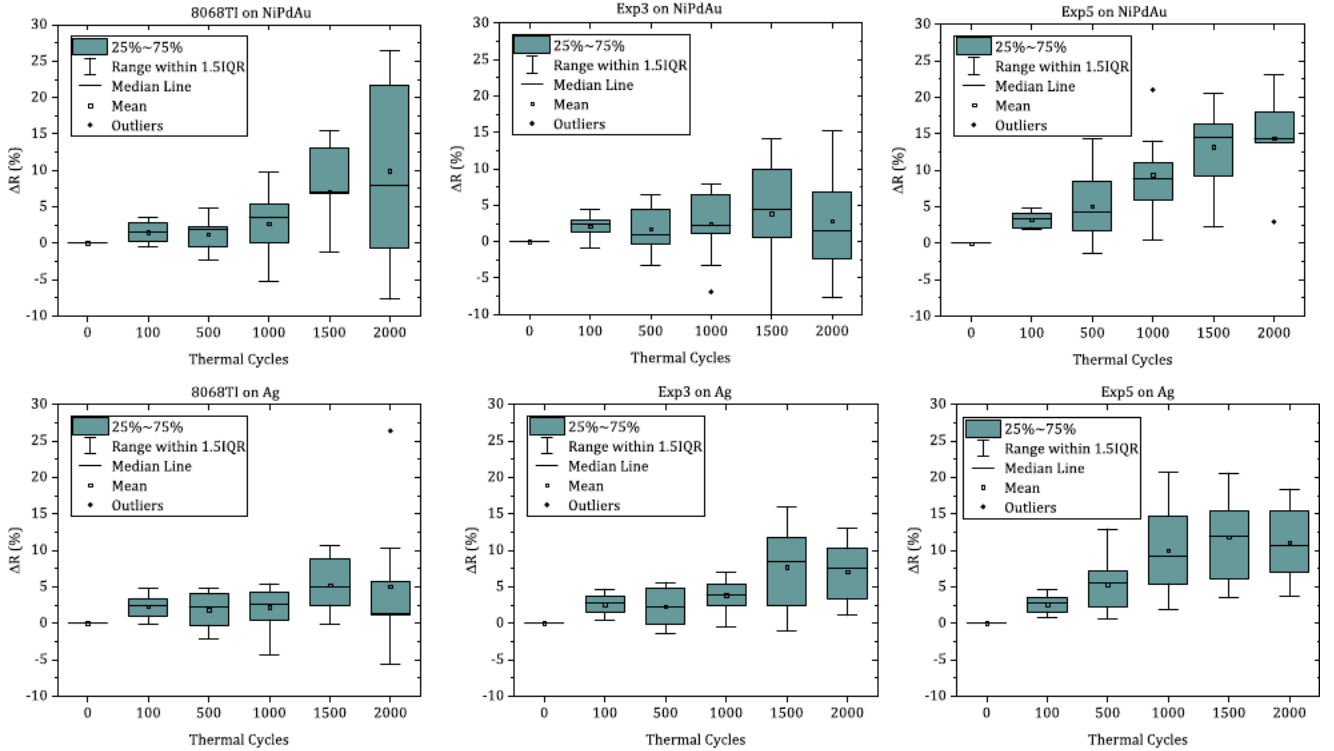 8068TI on NiPdAu
30
25
20
15
10
5
0
-5
-10
ΔR (%)
25%~75%
Range within 1.5IQR
Median Line
Mean
Outliers
0 100 500 1000 1500 2000
Thermal Cycles
Exp3 on NiPdAu
30
25
20
15
10
5
0
-5
-10
ΔR (%)
25%~75%
Range within 1.5IQR
Median Line
Mean
Outliers
0 100 500 1000 1500 2000
Thermal Cycles
Exp5 on NiPdAu
30
25
20
15
10
5
0
-5
-10
ΔR (%)
25%~75%
Range within 1.5IQR
Median Line
Mean
Outliers
0 100 500 1000 1500 2000
Thermal Cycles
8068TI on Ag
30
25
20
15
10
5
0
-5
-10
ΔR (%)
25%~75%
Range within 1.5IQR
Median Line
Mean
Outliers
0 100 500 1000 1500 2000
Thermal Cycles
Exp3 on Ag
30
25
20
15
10
5
0
-5
-10
ΔR (%)
25%~75%
Range within 1.5IQR
Median Line
Mean
Outliers
0 100 500 1000 1500 2000
Thermal Cycles
Exp5 on Ag
30
25
20
15
10
5
0
-5
-10
ΔR (%)
25%~75%
Range within 1.5IQR
Median Line
Mean
Outliers
0 100 500 1000 1500 2000
Thermal Cycles